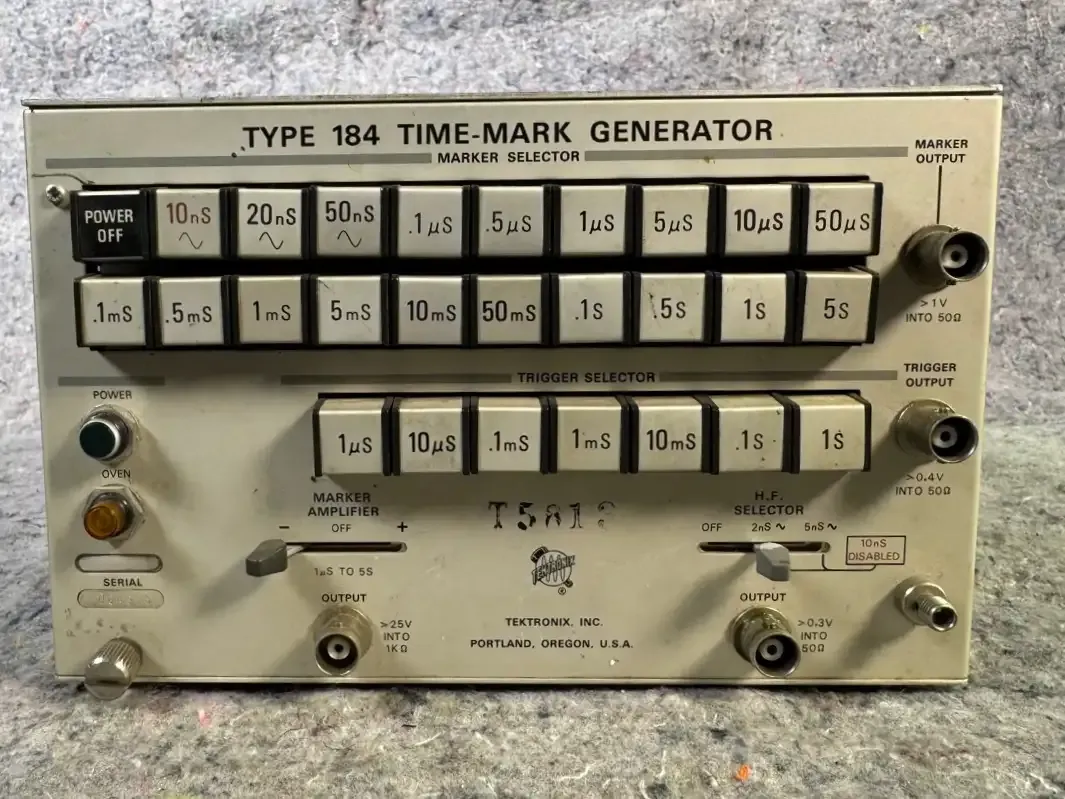 TYPE 184 TIME-MARK GENERATOR
MARKER SELECTOR
MARKER
OUTPUT
POWER
OFF
10nS
20nS
50nS
.1µS
.5µS
1µS
5µS
10µS
50µS
.1mS
.5mS
1mS
5mS
10mS
50mS
.1S
.5S
1S
5S
>1V
INTO 50Ω
TRIGGER SELECTOR
TRIGGER
OUTPUT
POWER
1µS
10µS
.1mS
1mS
10mS
.1S
1S
>0.4V
INTO 50Ω
OVEN
MARKER
AMPLIFIER
− OFF +
1µS TO 5S
H.F.
SELECTOR
OFF 2nS ∿ 5nS ∿
10nS
DISABLED
SERIAL
OUTPUT
≥25V
INTO
1KΩ
TEKTRONIX
®
TEKTRONIX, INC.
PORTLAND, OREGON, U.S.A.
OUTPUT
>0.3V
INTO
50Ω